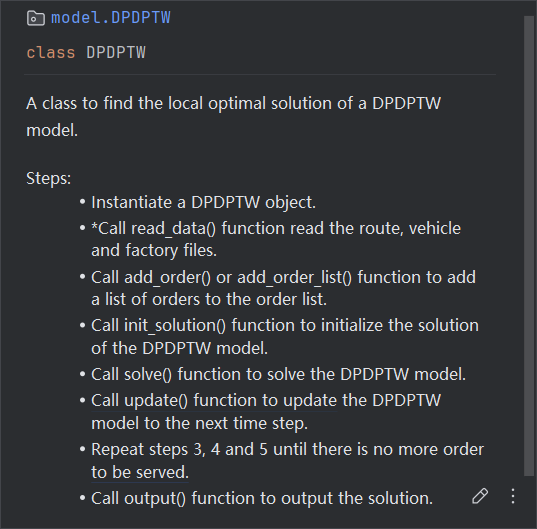 model.DPDPTW
class DPDPTW
A class to find the local optimal solution of a DPDPTW
model.
Steps:
• Instantiate a DPDPTW object.
• *Call read_data() function read the route, vehicle
and factory files.
• Call add_order() or add_order_list() function to add
a list of orders to the order list.
• Call init_solution() function to initialize the solution
of the DPDPTW model.
• Call solve() function to solve the DPDPTW model.
• Call update() function to update the DPDPTW
model to the next time step.
• Repeat steps 3, 4 and 5 until there is no more order
to be served.
• Call output() function to output the solution.